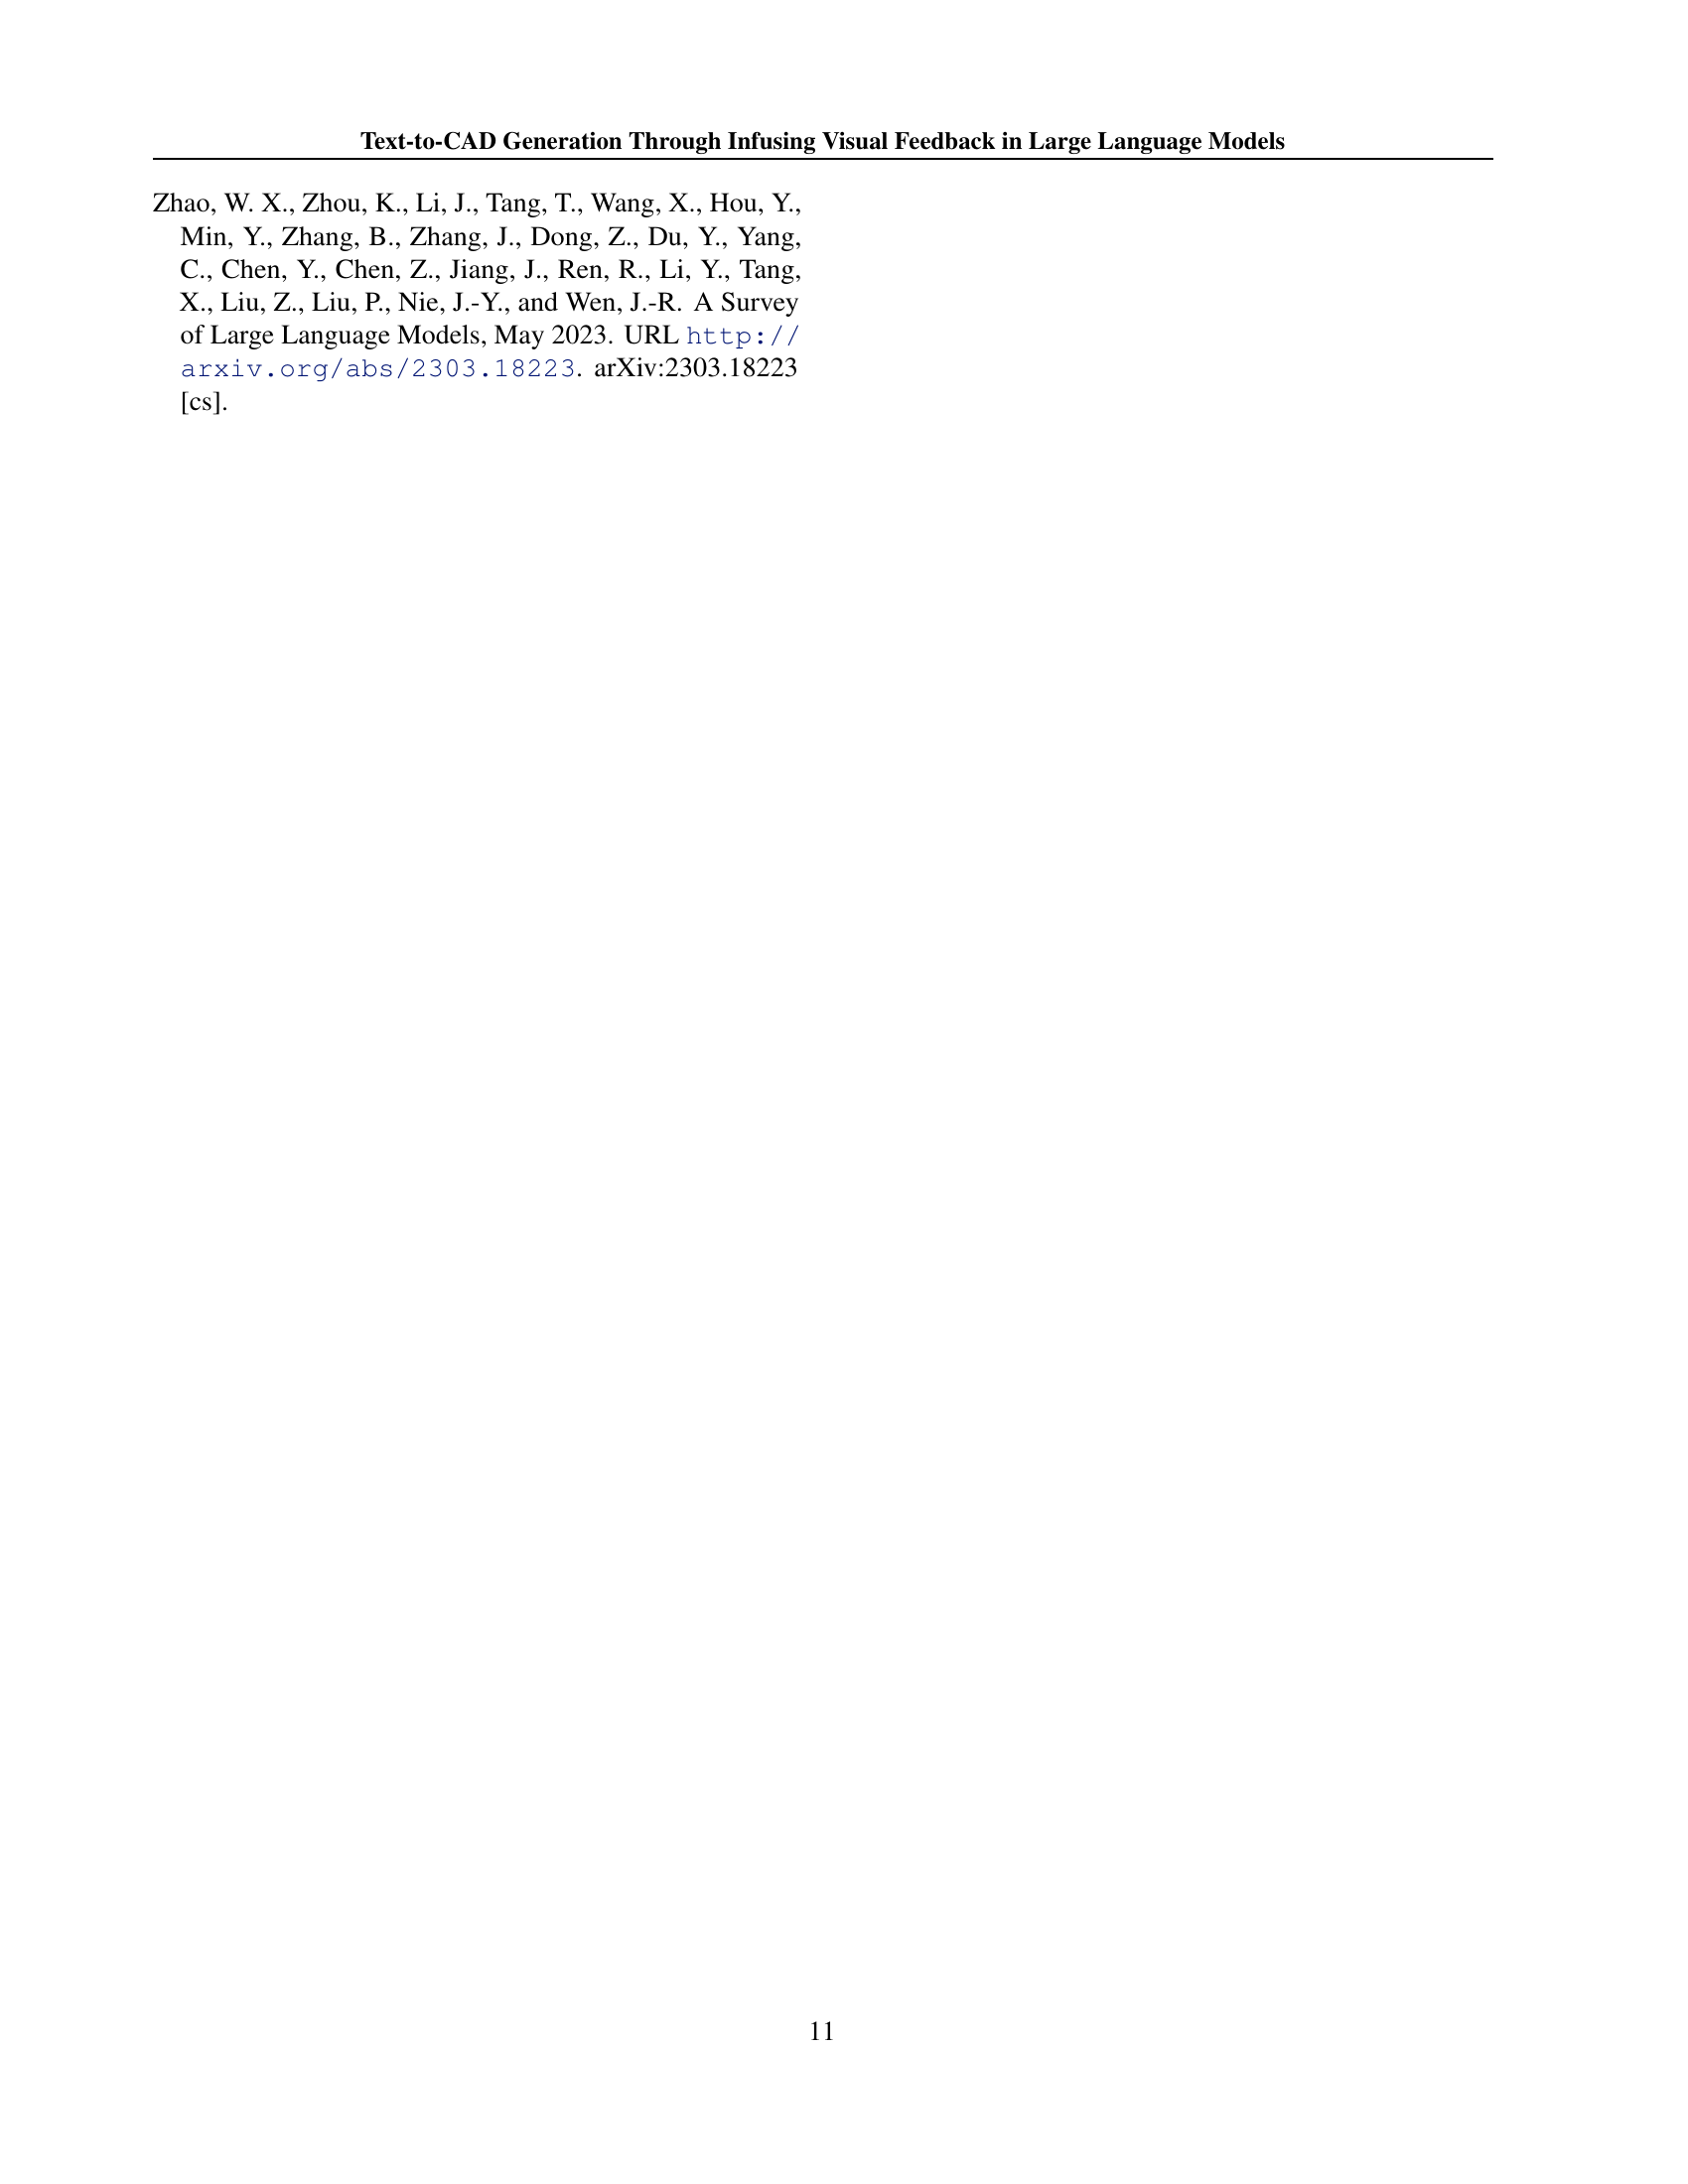 Text-to-CAD Generation Through Infusing Visual Feedback in Large Language Models
Zhao, W. X., Zhou, K., Li, J., Tang, T., Wang, X., Hou, Y.,
Min, Y., Zhang, B., Zhang, J., Dong, Z., Du, Y., Yang,
C., Chen, Y., Chen, Z., Jiang, J., Ren, R., Li, Y., Tang,
X., Liu, Z., Liu, P., Nie, J.-Y., and Wen, J.-R. A Survey
of Large Language Models, May 2023. URL http://
arxiv.org/abs/2303.18223. arXiv:2303.18223
[cs].
11